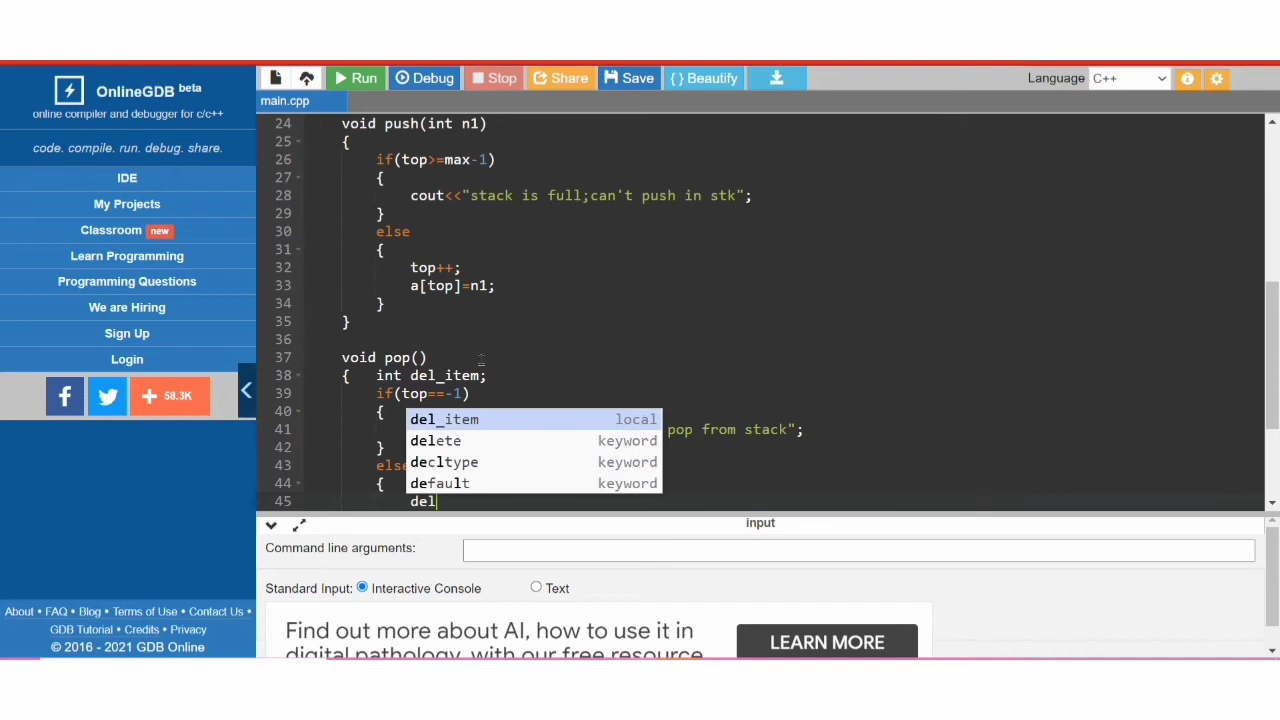 OnlineGDB beta
online compiler and debugger for c/c++
code. compile. run. debug. share.
IDE
My Projects
Classroom new
Learn Programming
Programming Questions
We are Hiring
Sign Up
Login
58.3K
About • FAQ • Blog • Terms of Use • Contact Us •
GDB Tutorial • Credits • Privacy
© 2016 - 2021 GDB Online
Run Debug Stop Share Save { } Beautify Language C++
main.cpp
24 void push(int n1)
25 {
26 if(top>=max-1)
27 {
28 cout<<"stack is full;can't push in stk";
29 }
30 else
31 {
32 top++;
33 a[top]=n1;
34 }
35 }
36
37 void pop()
38 { int del_item;
39 if(top==-1)
40 {
41 pop from stack";
42 }
43 else
44 {
45 del
del_item local
delete keyword
decltype keyword
default keyword
input
Command line arguments:
Standard Input: Interactive Console Text
Find out more about AI, how to use it in
digital pathology, with our free resource
LEARN MORE